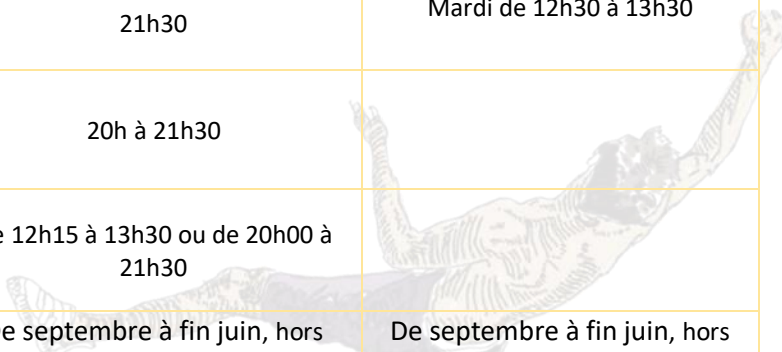 21h30
Mardi de 12h30 à 13h30
20h à 21h30
12h15 à 13h30 ou de 20h00 à
21h30
septembre à fin juin, hors
De septembre à fin juin, hors